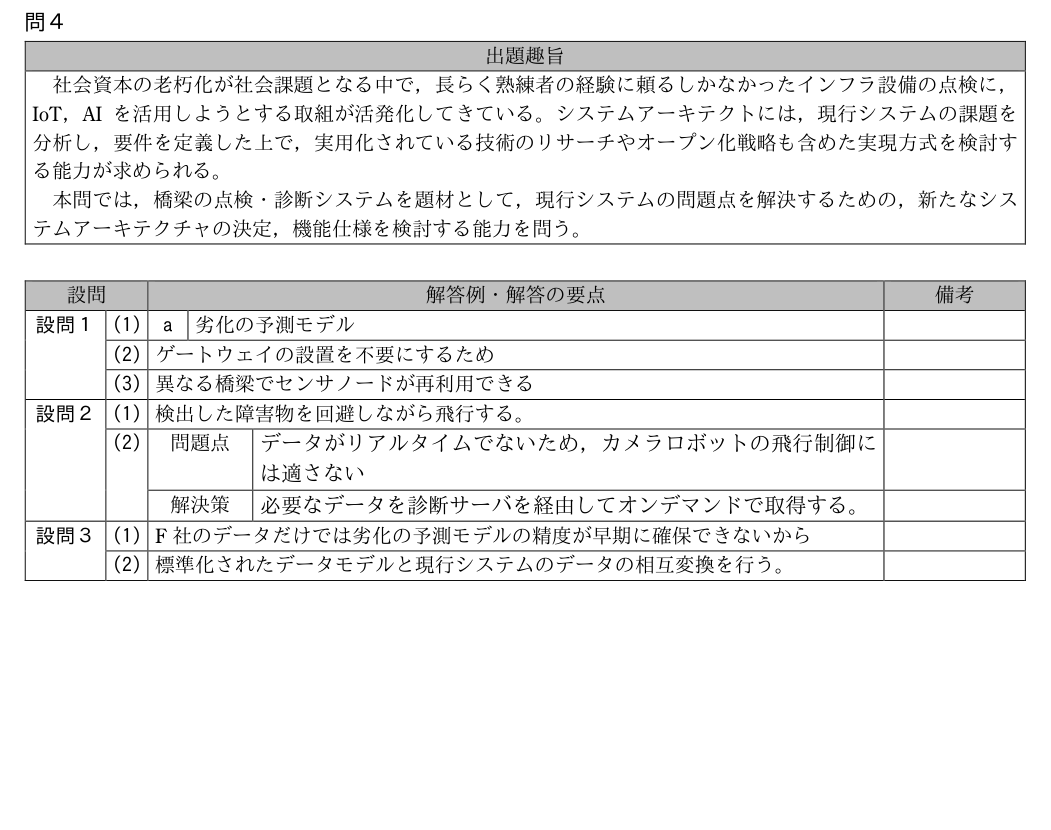 問4
出題趣旨
社会資本の老朽化が社会課題となる中で，長らく熟練者の経験に頼るしかなかったインフラ設備の点検に，
IoT，AI を活用しようとする取組が活発化してきている。システムアーキテクトには，現行システムの課題を
分析し，要件を定義した上で，実用化されている技術のリサーチやオープン化戦略も含めた実現方式を検討す
る能力が求められる。
本問では，橋梁の点検・診断システムを題材として，現行システムの問題点を解決するための，新たなシス
テムアーキテクチャの決定，機能仕様を検討する能力を問う。
設問 解答例・解答の要点 備考
設問1 (1) a 劣化の予測モデル
(2) ゲートウェイの設置を不要にするため
(3) 異なる橋梁でセンサノードが再利用できる
設問2 (1) 検出した障害物を回避しながら飛行する。
(2) 問題点 データがリアルタイムでないため，カメラロボットの飛行制御に
は適さない
解決策 必要なデータを診断サーバを経由してオンデマンドで取得する。
設問3 (1) F 社のデータだけでは劣化の予測モデルの精度が早期に確保できないから
(2) 標準化されたデータモデルと現行システムのデータの相互変換を行う。